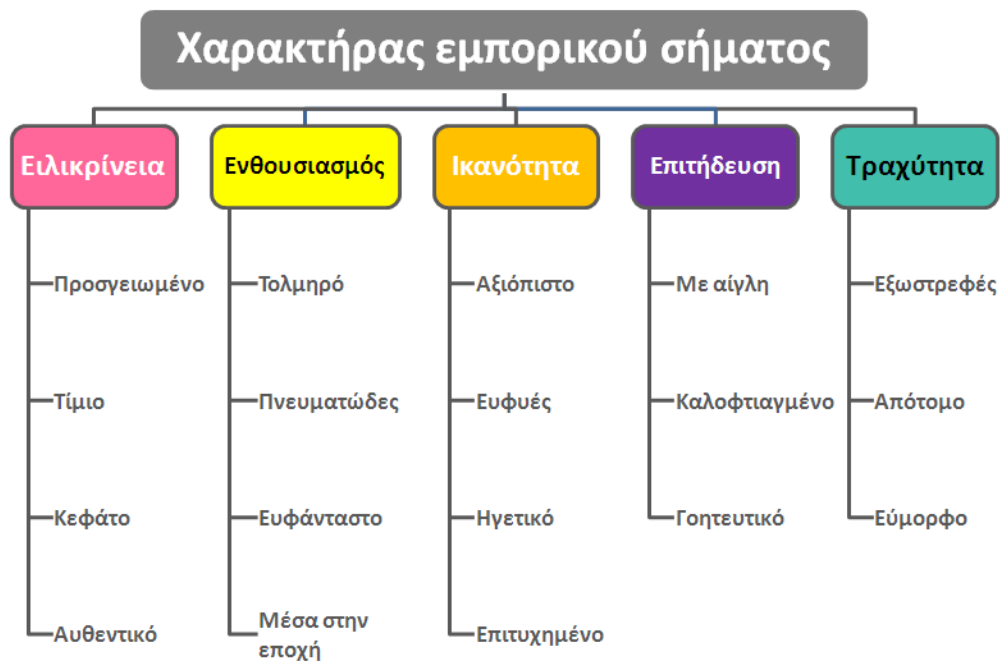 Χαρακτήρας εμπορικού σήματος
Ειλικρίνεια
Προσγειωμένο
Τίμιο
Κεφάτο
Αυθεντικό
Ενθουσιασμός
Τολμηρό
Πνευματώδες
Ευφάνταστο
Μέσα στην
εποχή
Ικανότητα
Αξιόπιστο
Ευφυές
Ηγετικό
Επιτυχημένο
Επιτήδευση
Με αίγλη
Καλοφτιαγμένο
Γοητευτικό
Τραχύτητα
Εξωστρεφές
Απότομο
Εύμορφο